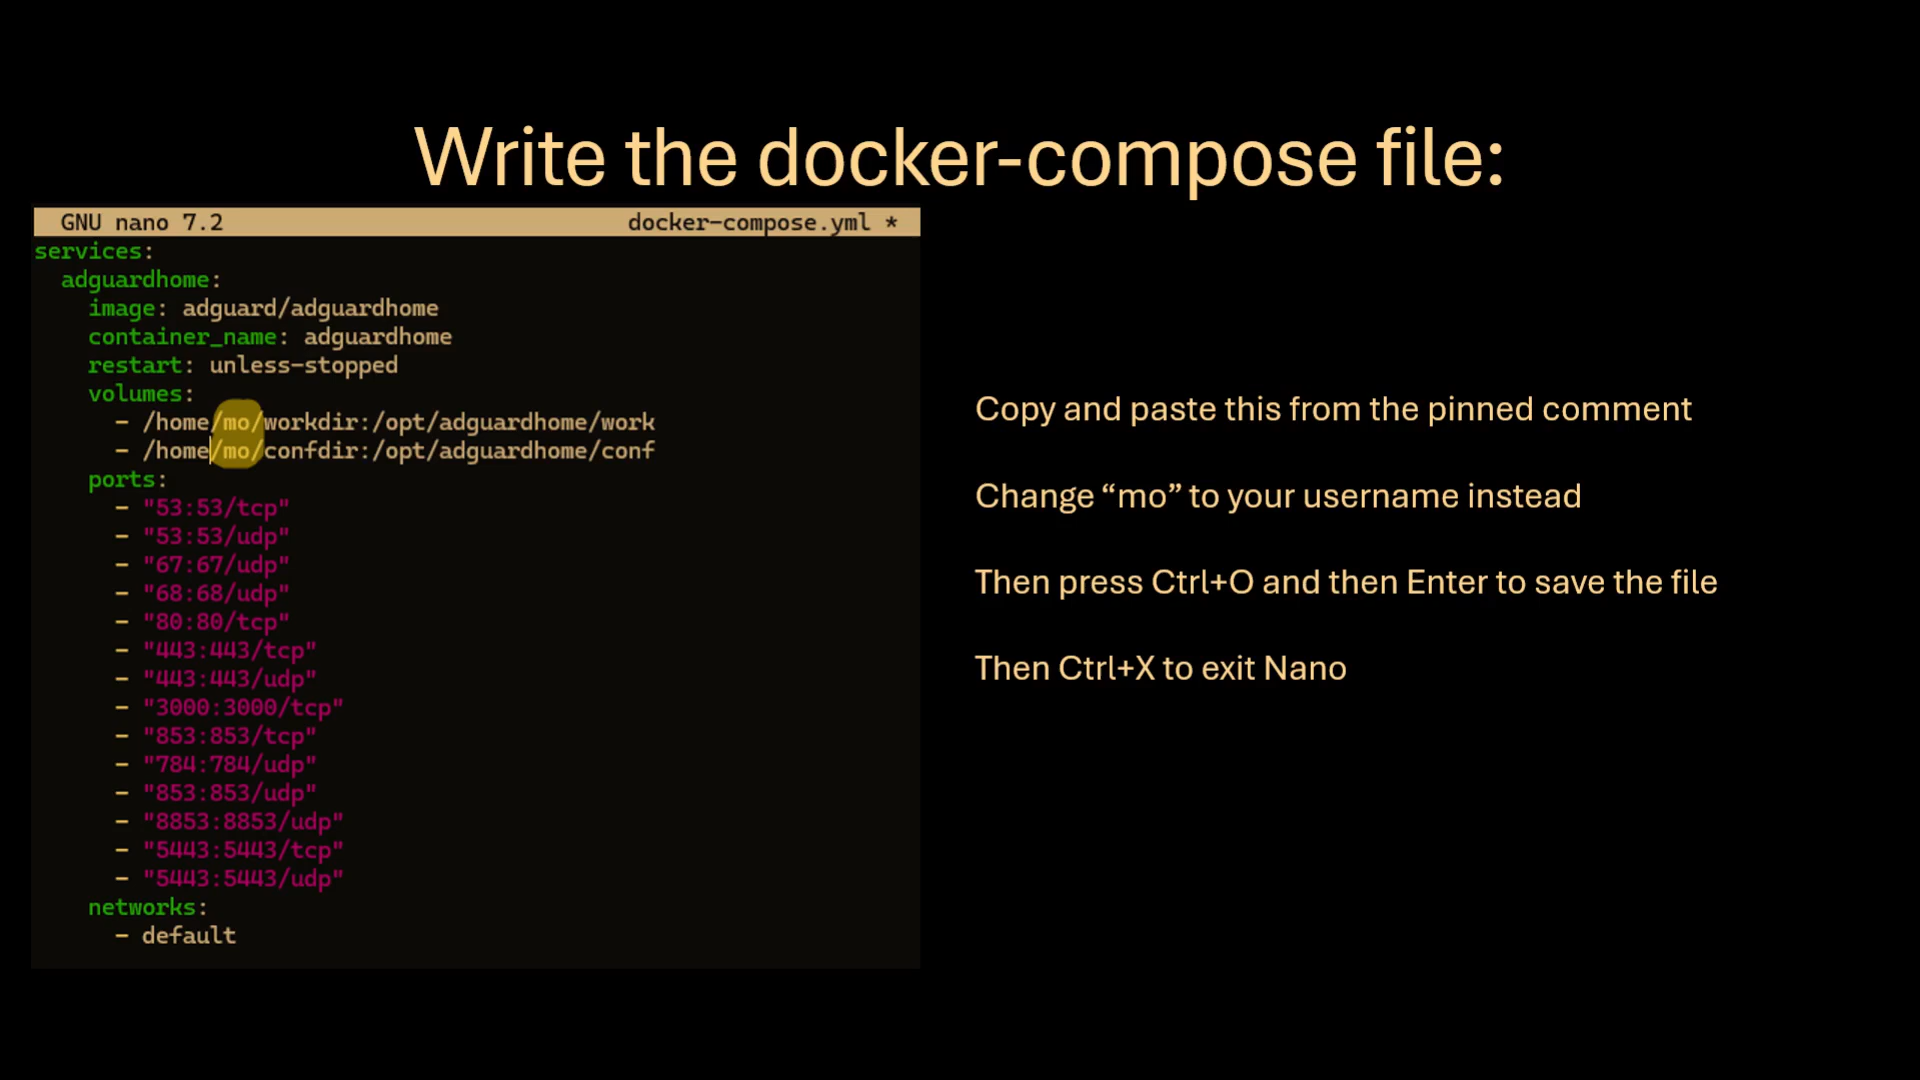 Write the docker-compose file:
GNU nano 7.2 docker-compose.yml *
services:
  adguardhome:
    image: adguard/adguardhome
    container_name: adguardhome
    restart: unless-stopped
    volumes:
      - /home/mo/workdir:/opt/adguardhome/work
      - /home/mo/confdir:/opt/adguardhome/conf
    ports:
      - "53:53/tcp"
      - "53:53/udp"
      - "67:67/udp"
      - "68:68/udp"
      - "80:80/tcp"
      - "443:443/tcp"
      - "443:443/udp"
      - "3000:3000/tcp"
      - "853:853/tcp"
      - "784:784/udp"
      - "853:853/udp"
      - "8853:8853/udp"
      - "5443:5443/tcp"
      - "5443:5443/udp"
    networks:
      - default
Copy and paste this from the pinned comment
Change “mo” to your username instead
Then press Ctrl+O and then Enter to save the file
Then Ctrl+X to exit Nano